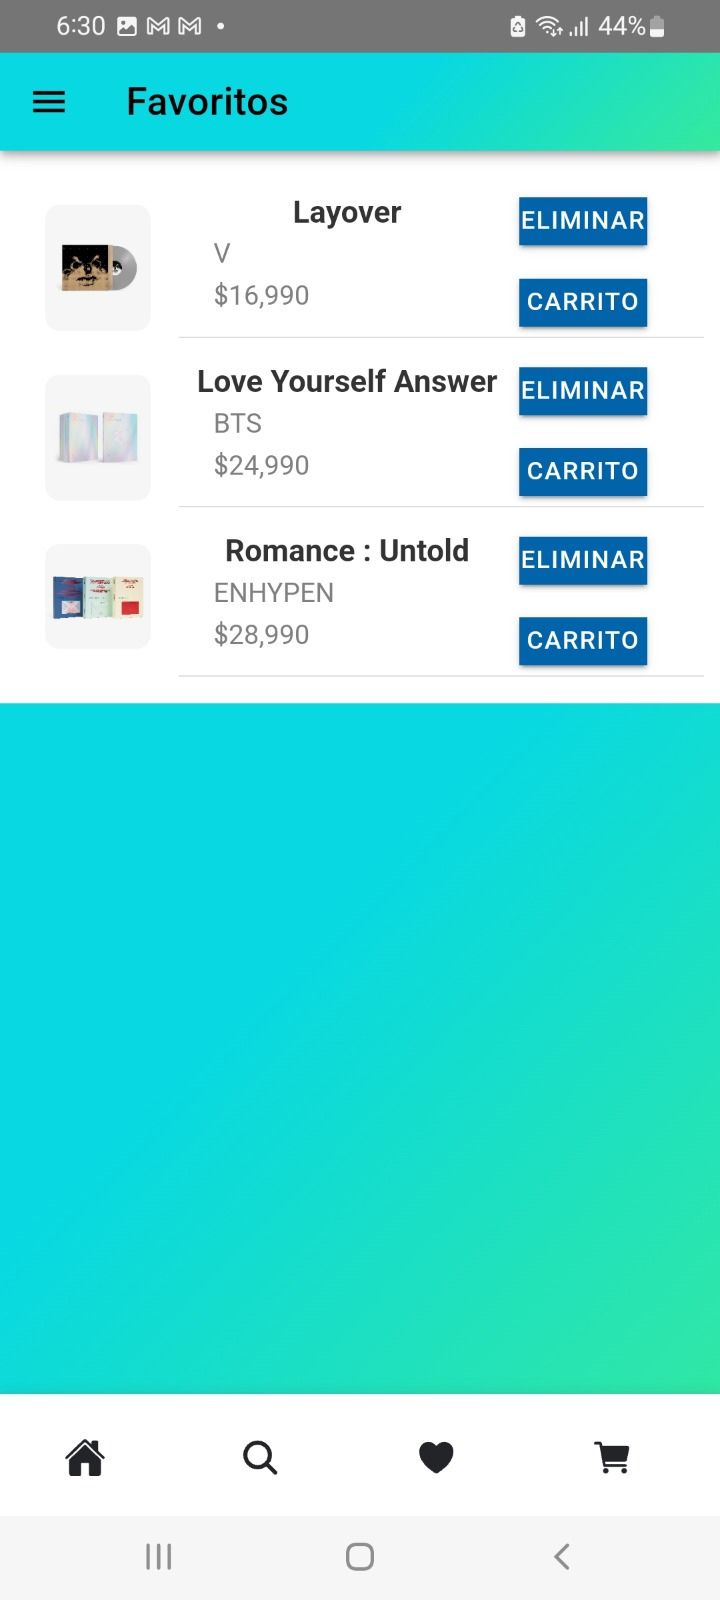 6:30
44%
Favoritos
Layover
V
$16,990
ELIMINAR
CARRITO
Love Yourself Answer
BTS
$24,990
ELIMINAR
CARRITO
Romance : Untold
ENHYPEN
$28,990
ELIMINAR
CARRITO